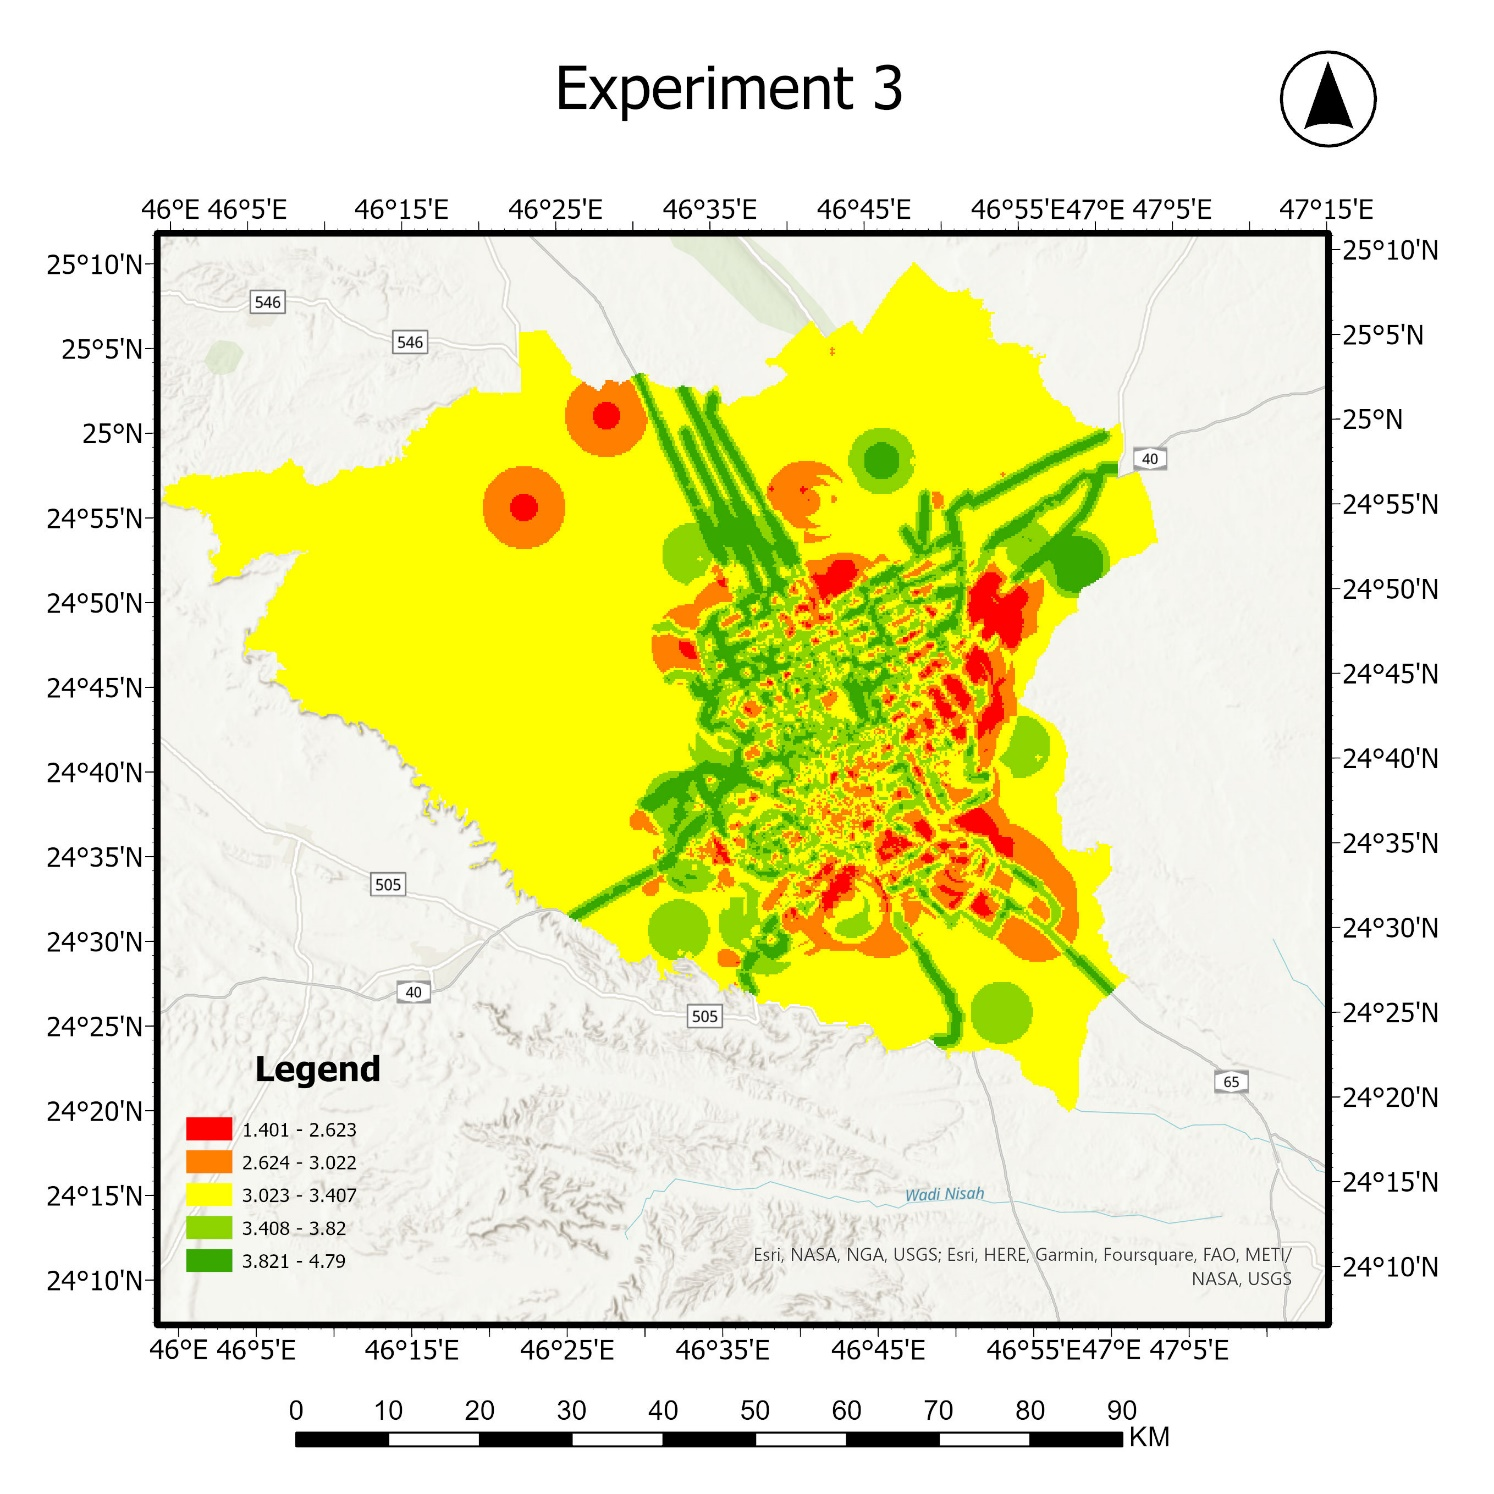 Experiment 3
46°E 46°5'E 46°15'E 46°25'E 46°35'E 46°45'E 46°55'E 47°E 47°5'E 47°15'E
25°10'N 25°10'N
546
546
25°5'N 25°5'N
25°N 25°N
40
24°55'N 24°55'N
24°50'N 24°50'N
24°45'N 24°45'N
24°40'N 24°40'N
24°35'N 24°35'N
505
24°30'N 24°30'N
40
505
24°25'N 24°25'N
65
24°20'N 24°20'N
24°15'N 24°15'N
24°10'N 24°10'N
Wadi Nisah
Legend
1.401 - 2.623
2.624 - 3.022
3.023 - 3.407
3.408 - 3.82
3.821 - 4.79
Esri, NASA, NGA, USGS; Esri, HERE, Garmin, Foursquare, FAO, METI/
NASA, USGS
46°E 46°5'E 46°15'E 46°25'E 46°35'E 46°45'E 46°55'E 47°E 47°5'E
0 10 20 30 40 50 60 70 80 90
KM